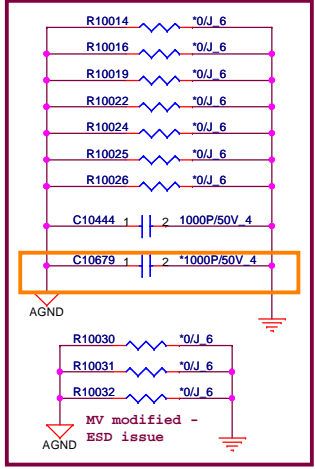 R10014 *0/J_6
R10016 *0/J_6
R10019 *0/J_6
R10022 *0/J_6
R10024 *0/J_6
R10025 *0/J_6
R10026 *0/J_6
C10444 1 2 1000P/50V_4
C10679 1 2 *1000P/50V_4
AGND
R10030 *0/J_6
R10031 *0/J_6
R10032 *0/J_6
MV modified -
AGND ESD issue